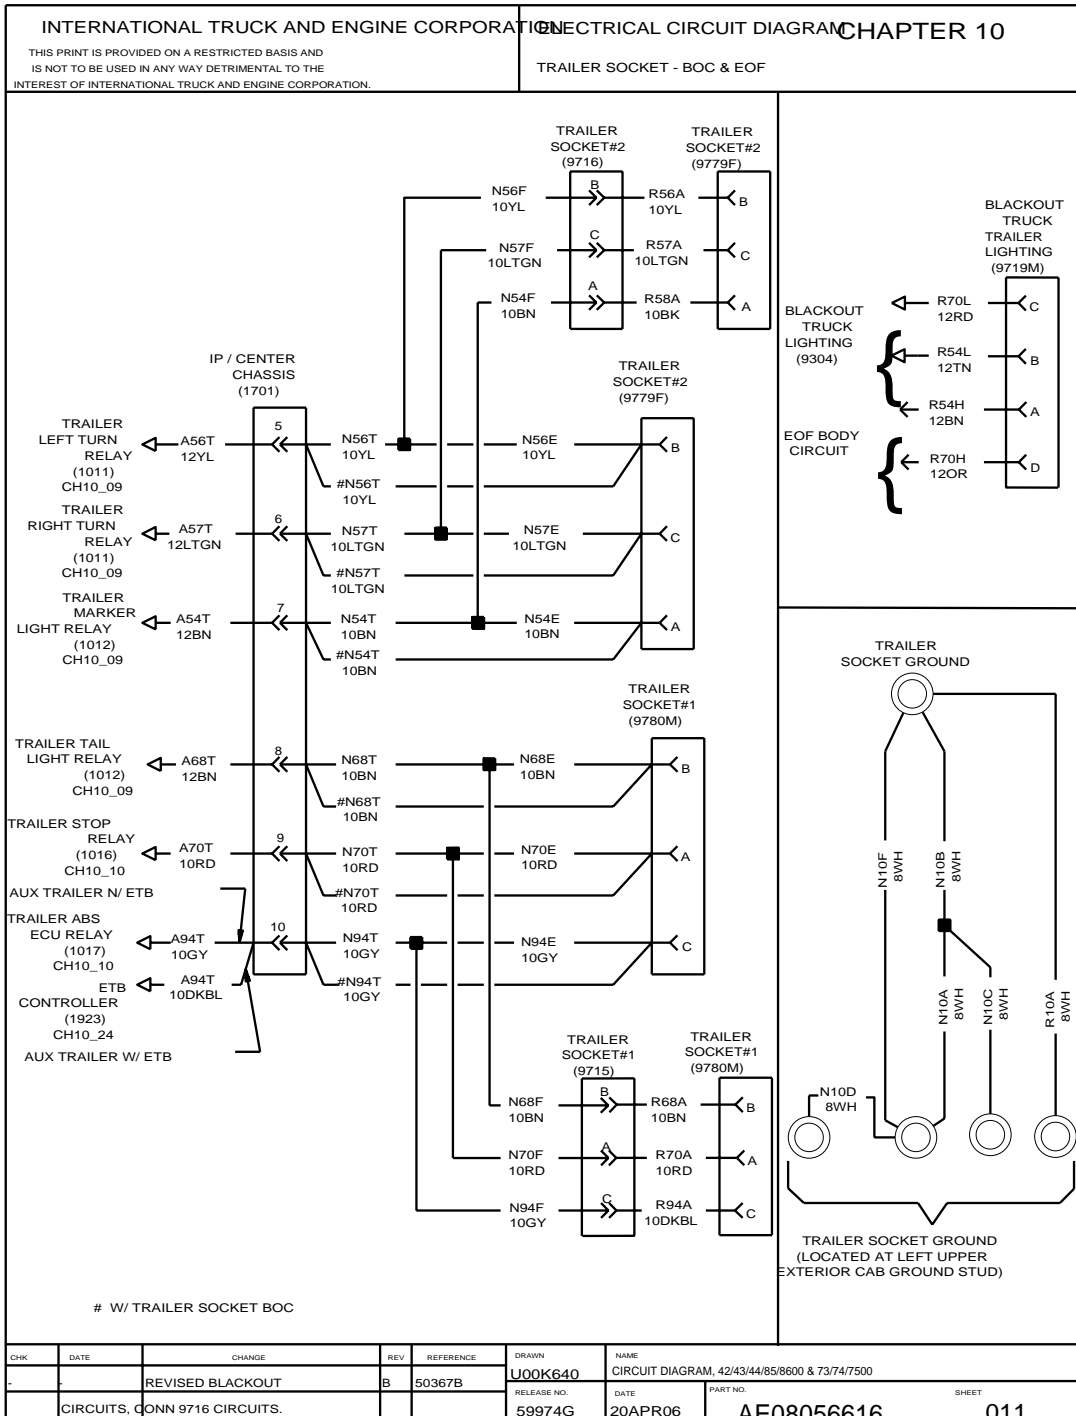 INTERNATIONAL TRUCK AND ENGINE CORPORATION
THIS PRINT IS PROVIDED ON A RESTRICTED BASIS AND
IS NOT TO BE USED IN ANY WAY DETRIMENTAL TO THE
INTEREST OF INTERNATIONAL TRUCK AND ENGINE CORPORATION.
ELECTRICAL CIRCUIT DIAGRAM
CHAPTER 10
TRAILER SOCKET - BOC & EOF
TRAILER
SOCKET#2
(9716)
TRAILER
SOCKET#2
(9779F)
N56F
10YL
B
R56A
10YL
B
N57F
10LTGN
C
R57A
10LTGN
C
N54F
10BN
A
R58A
10BK
A
IP / CENTER
CHASSIS
(1701)
TRAILER
SOCKET#2
(9779F)
TRAILER
LEFT TURN
RELAY
(1011)
CH10_09
A56T
12YL
5
N56T
10YL
N56E
10YL
B
#N56T
10YL
TRAILER
RIGHT TURN
RELAY
(1011)
CH10_09
A57T
12LTGN
6
N57T
10LTGN
N57E
10LTGN
C
#N57T
10LTGN
TRAILER
MARKER
LIGHT RELAY
(1012)
CH10_09
A54T
12BN
7
N54T
10BN
N54E
10BN
A
#N54T
10BN
TRAILER
SOCKET#1
(9780M)
TRAILER TAIL
LIGHT RELAY
(1012)
CH10_09
A68T
12BN
8
N68T
10BN
N68E
10BN
B
#N68T
10BN
TRAILER STOP
RELAY
(1016)
CH10_10
A70T
10RD
9
N70T
10RD
N70E
10RD
A
#N70T
10RD
AUX TRAILER N/ ETB
TRAILER ABS
ECU RELAY
(1017)
CH10_10
A94T
10GY
10
N94T
10GY
N94E
10GY
C
#N94T
10GY
ETB
CONTROLLER
(1923)
CH10_24
A94T
10DKBL
AUX TRAILER W/ ETB
TRAILER
SOCKET#1
(9715)
TRAILER
SOCKET#1
(9780M)
N68F
10BN
B
R68A
10BN
B
N70F
10RD
A
R70A
10RD
A
N94F
10GY
C
R94A
10DKBL
C
# W/ TRAILER SOCKET BOC
BLACKOUT
TRUCK
TRAILER
LIGHTING
(9719M)
BLACKOUT
TRUCK
LIGHTING
(9304)
R70L
12RD
C
R54L
12TN
B
R54H
12BN
A
EOF BODY
CIRCUIT
R70H
12OR
D
TRAILER
SOCKET GROUND
N10F
8WH
N10B
8WH
N10A
8WH
N10C
8WH
R10A
8WH
N10D
8WH
TRAILER SOCKET GROUND
(LOCATED AT LEFT UPPER
EXTERIOR CAB GROUND STUD)
CHK
DATE
CHANGE
REV
REFERENCE
-
-
REVISED BLACKOUT
B
50367B
CIRCUITS, CONN 9716 CIRCUITS.
DRAWN
U00K640
NAME
CIRCUIT DIAGRAM, 42/43/44/85/8600 & 73/74/7500
RELEASE NO.
59974G
DATE
20APR06
PART NO.
AE08056616
SHEET
011